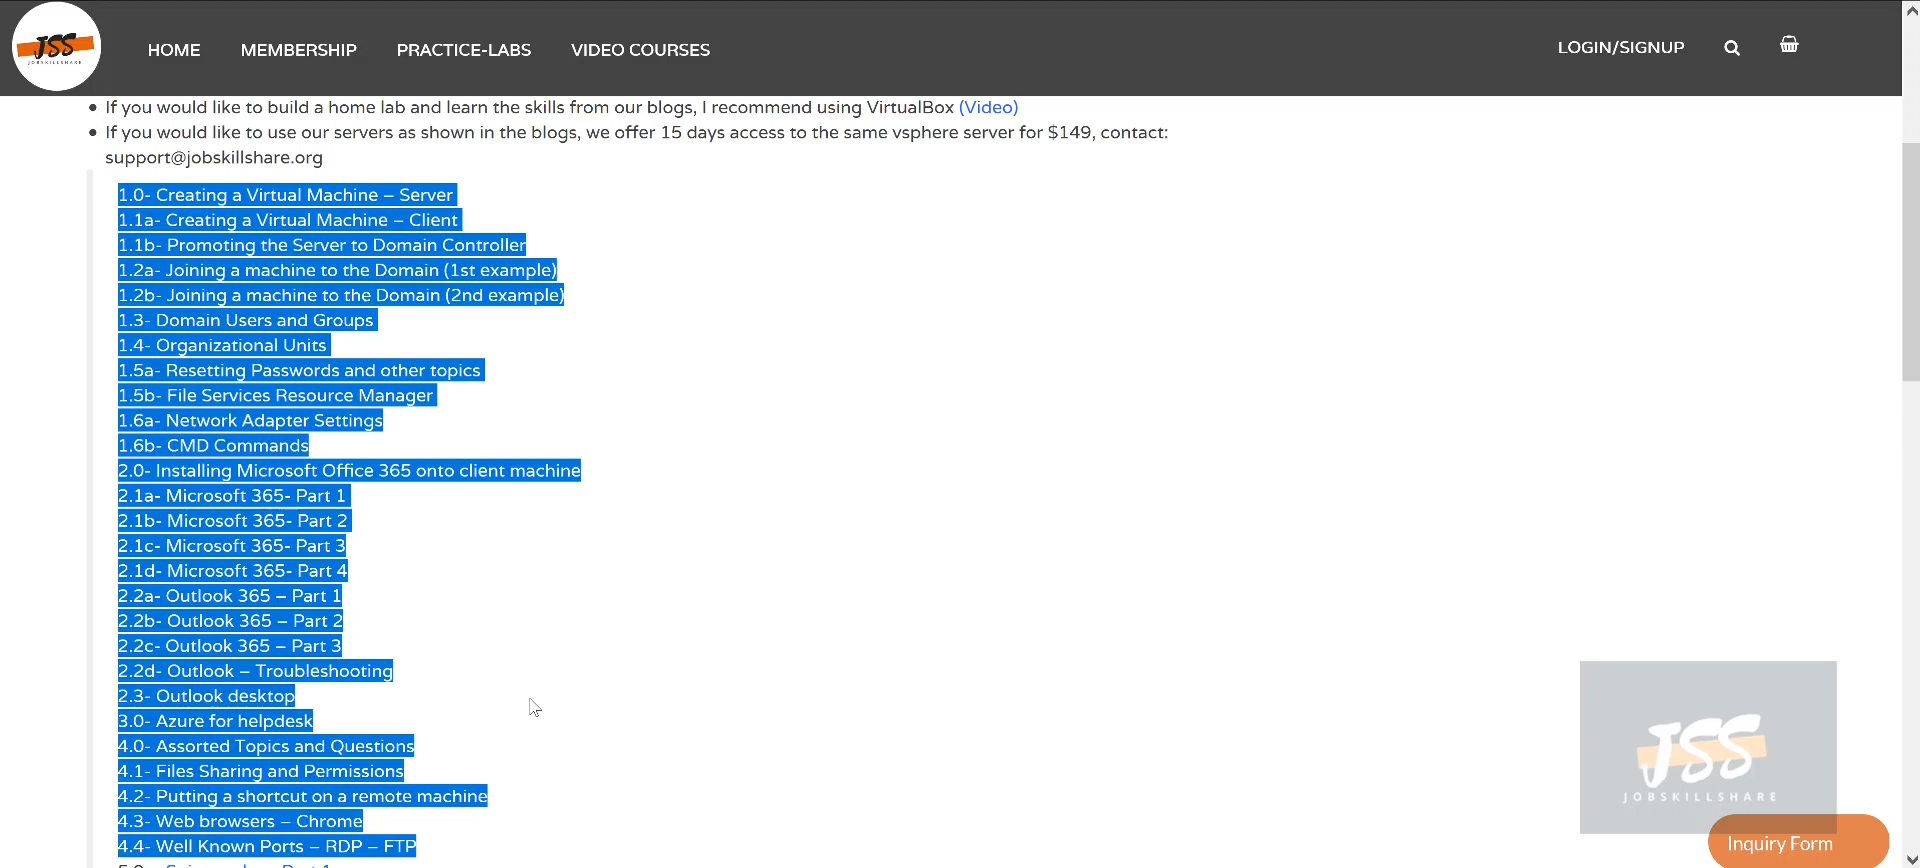 JSS
JOBSKILLSHARE
HOME MEMBERSHIP PRACTICE-LABS VIDEO COURSES LOGIN/SIGNUP
If you would like to build a home lab and learn the skills from our blogs, I recommend using VirtualBox (Video)
If you would like to use our servers as shown in the blogs, we offer 15 days access to the same vsphere server for $149, contact:
support@jobskillshare.org
1.0- Creating a Virtual Machine – Server
1.1a- Creating a Virtual Machine – Client
1.1b- Promoting the Server to Domain Controller
1.2a- Joining a machine to the Domain (1st example)
1.2b- Joining a machine to the Domain (2nd example)
1.3- Domain Users and Groups
1.4- Organizational Units
1.5a- Resetting Passwords and other topics
1.5b- File Services Resource Manager
1.6a- Network Adapter Settings
1.6b- CMD Commands
2.0- Installing Microsoft Office 365 onto client machine
2.1a- Microsoft 365- Part 1
2.1b- Microsoft 365- Part 2
2.1c- Microsoft 365- Part 3
2.1d- Microsoft 365- Part 4
2.2a- Outlook 365 – Part 1
2.2b- Outlook 365 – Part 2
2.2c- Outlook 365 – Part 3
2.2d- Outlook – Troubleshooting
2.3- Outlook desktop
3.0- Azure for helpdesk
4.0- Assorted Topics and Questions
4.1- Files Sharing and Permissions
4.2- Putting a shortcut on a remote machine
4.3- Web browsers – Chrome
4.4- Well Known Ports – RDP – FTP
JSS
JOBSKILLSHARE
Inquiry Form